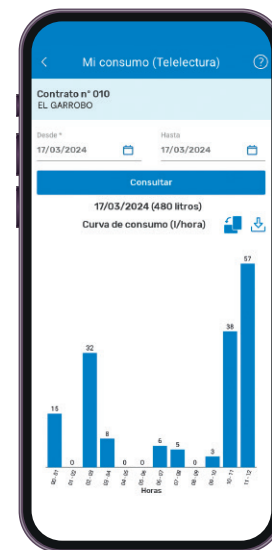 Mi consumo (Telelectura) ?
Contrato n° 010
EL GARROBO
Desde * Hasta
17/03/2024 17/03/2024
Consultar
17/03/2024 (480 litros)
Curva de consumo (l/hora)
15 0 32 8 0 0 6 5 0 3 38 57
00-01 01-02 02-03 03-04 04-05 05-06 06-07 07-08 08-09 09-10 10-11 11-12
Horas